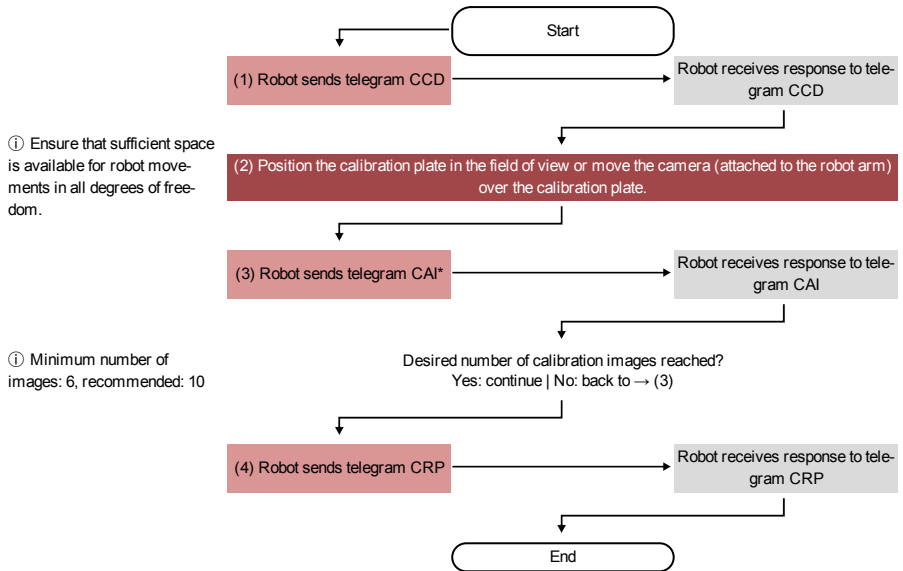 Start
(1) Robot sends telegram CCD
Robot receives response to tele-
gram CCD
ⓘ Ensure that sufficient space
is available for robot move-
ments in all degrees of free-
dom.
(2) Position the calibration plate in the field of view or move the camera (attached to the robot arm)
over the calibration plate.
(3) Robot sends telegram CAI*
Robot receives response to tele-
gram CAI
ⓘ Minimum number of
images: 6, recommended: 10
Desired number of calibration images reached?
Yes: continue | No: back to → (3)
(4) Robot sends telegram CRP
Robot receives response to tele-
gram CRP
End